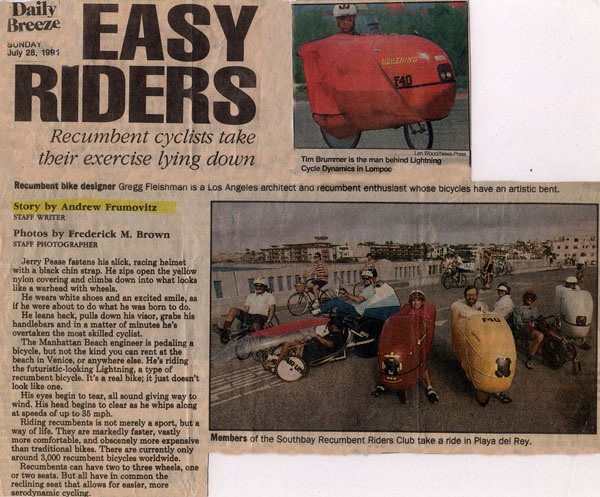 Daily
Breeze
SUNDAY
July 28, 1991
EASY
RIDERS
Recumbent cyclists take
their exercise lying down
LIGHTNING
F40
Len Wood/News-Press
Tim Brummer is the man behind Lightning
Cycle Dynamics in Lompoc
Recumbent bike designer Gregg Fleishman is a Los Angeles architect and recumbent enthusiast whose bicycles have an artistic bent.
Story by Andrew Frumovitz
STAFF WRITER
Photos by Frederick M. Brown
STAFF PHOTOGRAPHER
Jerry Pease fastens his slick, racing helmet
with a black chin strap. He zips open the yellow
nylon covering and climbs down into what looks
like a warhead with wheels.
He wears white shoes and an excited smile, as
if he were about to do what he was born to do.
He leans back, pulls down his visor, grabs his
handlebars and in a matter of minutes he's
overtaken the most skilled cyclist.
The Manhattan Beach engineer is pedaling a
bicycle, but not the kind you can rent at the
beach in Venice, or anywhere else. He's riding
the futuristic-looking Lightning, a type of
recumbent bicycle. It's a real bike; it just doesn't
look like one.
His eyes begin to tear, all sound giving way to
wind. His head begins to clear as he whips along
at speeds of up to 35 mph.
Riding recumbents is not merely a sport, but a
way of life. They are markedly faster, vastly
more comfortable, and obscenely more expensive
than traditional bikes. There are currently only
around 3,000 recumbent bicycles worldwide.
Recumbents can have two to three wheels, one
or two seats. But all have in common the
reclining seat that allows for easier, more
aerodynamic cycling.
F40
Members of the Southbay Recumbent Riders Club take a ride in Playa del Rey.